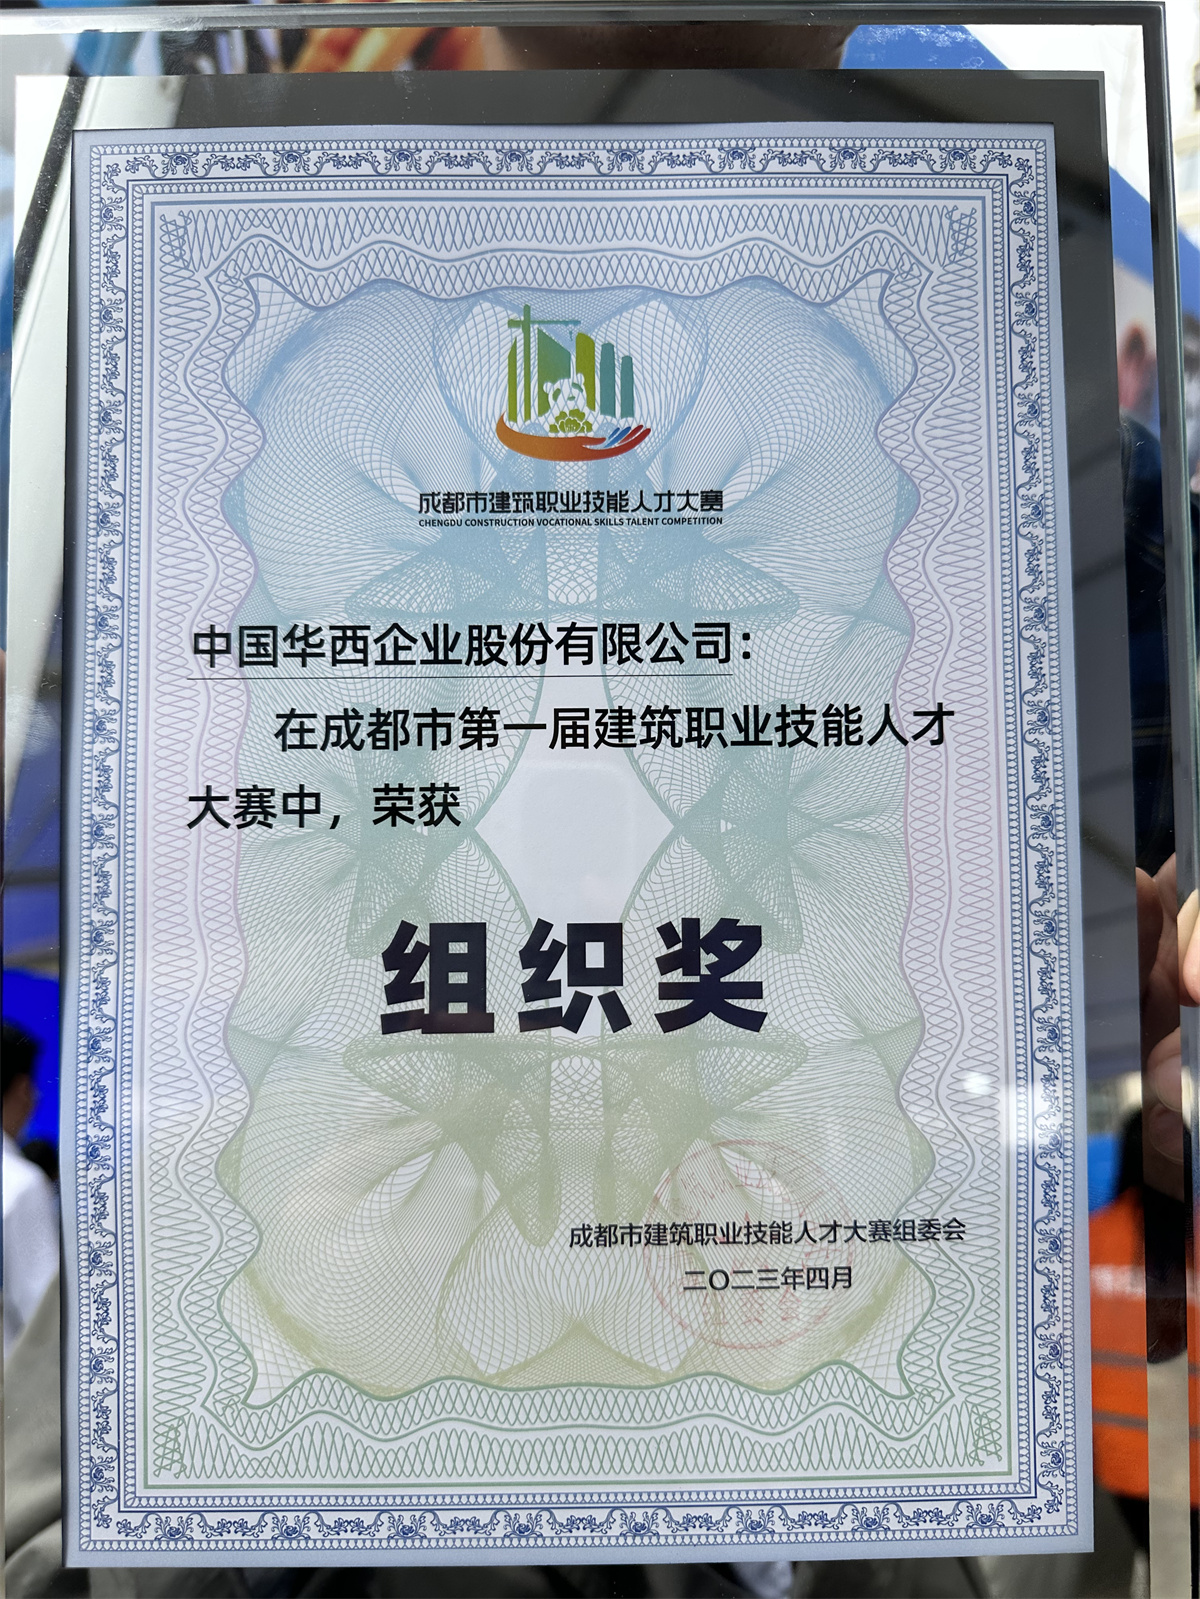 成都市建筑职业技能人才大赛
CHENGDU CONSTRUCTION VOCATIONAL SKILLS TALENT COMPETITION
中国华西企业股份有限公司：
在成都市第一届建筑职业技能人才
大赛中，荣获
组织奖
成都市建筑职业技能人才大赛组委会
二〇二三年四月